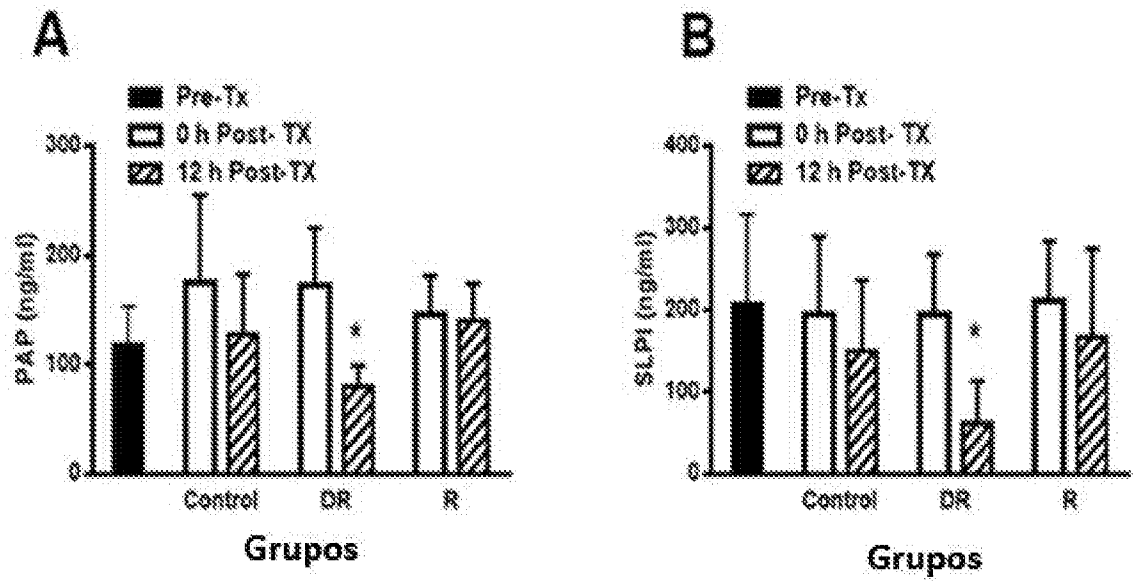 A
Pre-Tx
0 h Post- TX
12 h Post-TX
300
200
100
0
PAP (ng/ml)
*
Control DR R
Grupos
B
Pre-Tx
0 h Post-TX
12 h Post-TX
400
300
200
100
0
SLPI (ng/ml)
*
Control DR R
Grupos